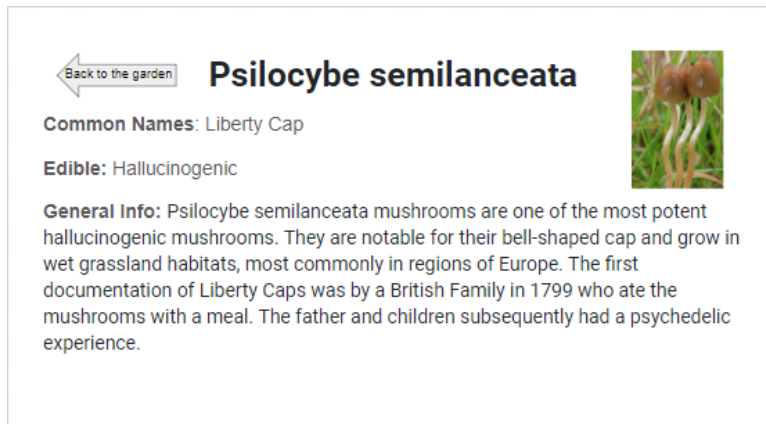 Back to the garden
Psilocybe semilanceata
Common Names: Liberty Cap
Edible: Hallucinogenic
General Info: Psilocybe semilanceata mushrooms are one of the most potent
hallucinogenic mushrooms. They are notable for their bell-shaped cap and grow in
wet grassland habitats, most commonly in regions of Europe. The first
documentation of Liberty Caps was by a British Family in 1799 who ate the
mushrooms with a meal. The father and children subsequently had a psychedelic
experience.